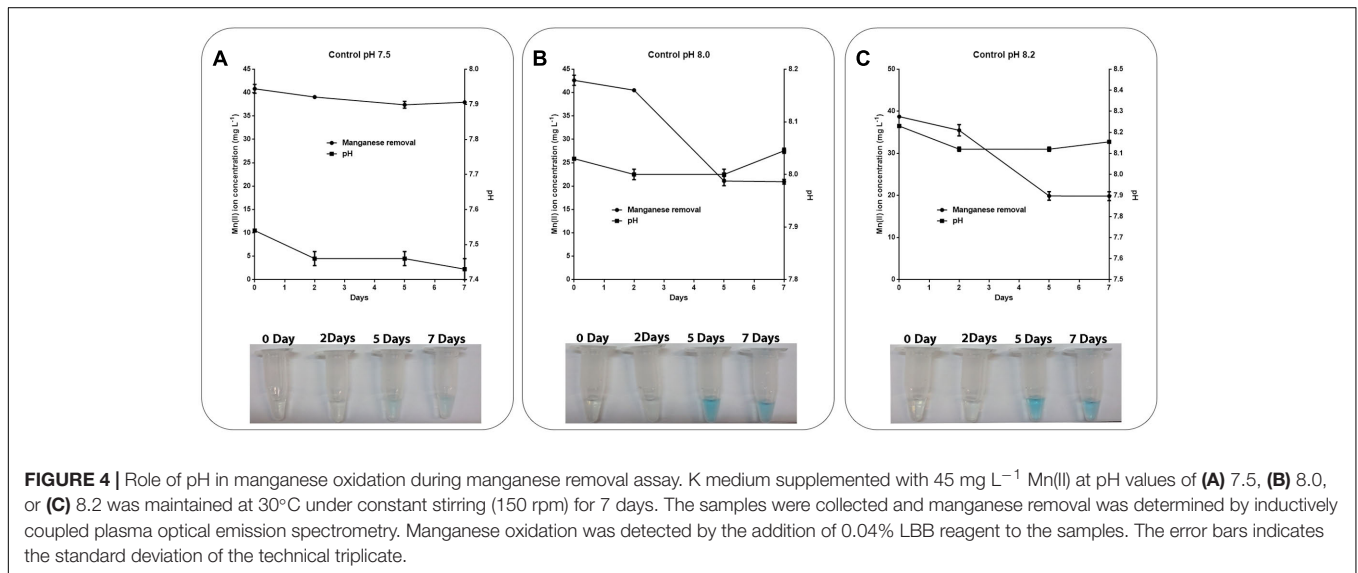 A
Control pH 7.5
Mn(II) ion concentration (mg L⁻¹)
45
40
35
30
25
20
15
10
5
0
8.0
7.9
7.8
7.7
7.6
7.5
7.4
pH
Manganese removal
pH
0 1 2 3 4 5 6 7
Days
0 Day 2Days 5 Days 7 Days
B
Control pH 8.0
Mn(II) ion concentration (mg L⁻¹)
45
40
35
30
25
20
15
10
5
0
8.2
8.1
8.0
7.9
7.8
pH
Manganese removal
pH
0 1 2 3 4 5 6 7
Days
0 Day 2Days 5 Days 7 Days
C
Control pH 8.2
Mn(II) ion concentration (mg L⁻¹)
50
40
30
20
10
0
8.5
8.4
8.3
8.2
8.1
8.0
7.9
7.8
7.7
7.6
7.5
pH
Manganese removal
pH
0 1 2 3 4 5 6 7
Days
0 Day 2Days 5 Days 7 Days
FIGURE 4 | Role of pH in manganese oxidation during manganese removal assay. K medium supplemented with 45 mg L⁻¹ Mn(II) at pH values of (A) 7.5, (B) 8.0,
or (C) 8.2 was maintained at 30°C under constant stirring (150 rpm) for 7 days. The samples were collected and manganese removal was determined by inductively
coupled plasma optical emission spectrometry. Manganese oxidation was detected by the addition of 0.04% LBB reagent to the samples. The error bars indicates
the standard deviation of the technical triplicate.